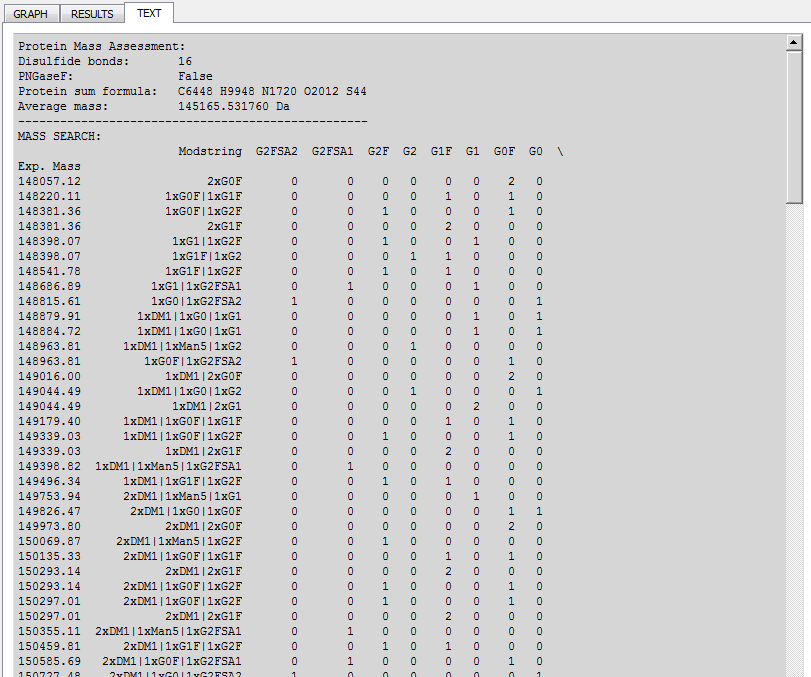 GRAPH RESULTS TEXT
Protein Mass Assessment:
Disulfide bonds: 16
PNGaseF: False
Protein sum formula: C6448 H9948 N1720 O2012 S44
Average mass: 145165.531760 Da
--------------------------------------------------
MASS SEARCH:
Modstring G2FSA2 G2FSA1 G2F G2 G1F G1 G0F G0 \
Exp. Mass
148057.12 2xG0F 0 0 0 0 0 0 2 0
148220.11 1xG0F|1xG1F 0 0 0 0 1 0 1 0
148381.36 1xG0F|1xG2F 0 0 1 0 0 0 1 0
148381.36 2xG1F 0 0 0 0 2 0 0 0
148398.07 1xG1|1xG2F 0 0 1 0 0 1 0 0
148398.07 1xG1F|1xG2 0 0 0 1 1 0 0 0
148541.78 1xG1F|1xG2F 0 0 1 0 1 0 0 0
148686.89 1xG1|1xG2FSA1 0 1 0 0 0 1 0 0
148815.61 1xG0|1xG2FSA2 1 0 0 0 0 0 0 1
148879.91 1xDM1|1xG0|1xG1 0 0 0 0 0 1 0 1
148884.72 1xDM1|1xG0|1xG1 0 0 0 0 0 1 0 1
148963.81 1xDM1|1xMan5|1xG2 0 0 0 1 0 0 0 0
148963.81 1xG0F|1xG2FSA2 1 0 0 0 0 0 1 0
149016.00 1xDM1|2xG0F 0 0 0 0 0 0 2 0
149044.49 1xDM1|1xG0|1xG2 0 0 0 1 0 0 0 1
149044.49 1xDM1|2xG1 0 0 0 0 0 2 0 0
149179.40 1xDM1|1xG0F|1xG1F 0 0 0 0 1 0 1 0
149339.03 1xDM1|1xG0F|1xG2F 0 0 1 0 0 0 1 0
149339.03 1xDM1|2xG1F 0 0 0 0 2 0 0 0
149398.82 1xDM1|1xMan5|1xG2FSA1 0 1 0 0 0 0 0 0
149496.34 1xDM1|1xG1F|1xG2F 0 0 1 0 1 0 0 0
149753.94 2xDM1|1xMan5|1xG1 0 0 0 0 0 1 0 0
149826.47 2xDM1|1xG0|1xG0F 0 0 0 0 0 0 1 1
149973.80 2xDM1|2xG0F 0 0 0 0 0 0 2 0
150069.87 2xDM1|1xMan5|1xG2F 0 0 1 0 0 0 0 0
150135.33 2xDM1|1xG0F|1xG1F 0 0 0 0 1 0 1 0
150293.14 2xDM1|2xG1F 0 0 0 0 2 0 0 0
150293.14 2xDM1|1xG0F|1xG2F 0 0 1 0 0 0 1 0
150297.01 2xDM1|1xG0F|1xG2F 0 0 1 0 0 0 1 0
150297.01 2xDM1|2xG1F 0 0 0 0 2 0 0 0
150355.11 2xDM1|1xMan5|1xG2FSA1 0 1 0 0 0 0 0 0
150459.81 2xDM1|1xG1F|1xG2F 0 0 1 0 1 0 0 0
150585.69 2xDM1|1xG0F|1xG2FSA1 0 1 0 0 0 0 1 0
150727.48 2xDM1|1xG0|1xG2FSA2 1 0 0 0 0 0 0 1